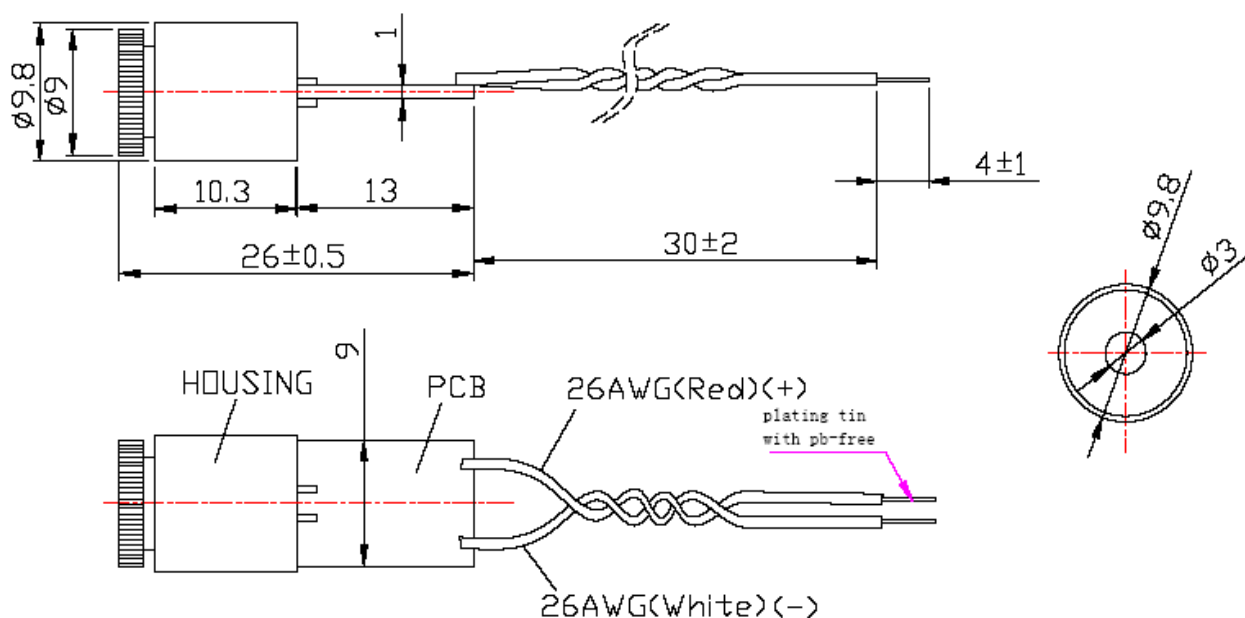 Ø9.8
Ø9
1
10.3
13
4±1
26±0.5
30±2
Ø9.8
Ø3
HOUSING
9
PCB
26AWG(Red)(+)
plating tin
with pb-free
26AWG(White)(-)